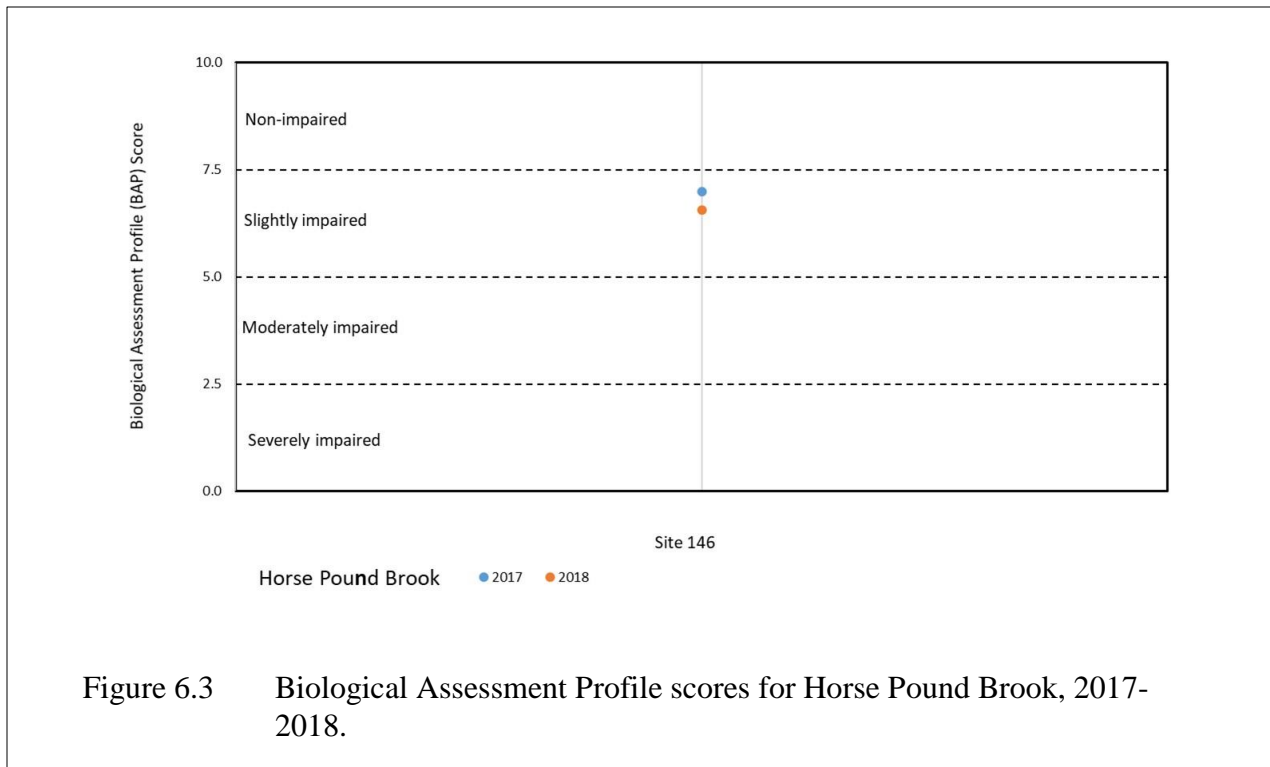 10.0
Non-impaired
7.5
Slightly impaired
5.0
Moderately impaired
2.5
Severely impaired
0.0
Biological Assessment Profile (BAP) Score
Site 146
Horse Pound Brook 2017 2018
Figure 6.3 Biological Assessment Profile scores for Horse Pound Brook, 2017-
2018.